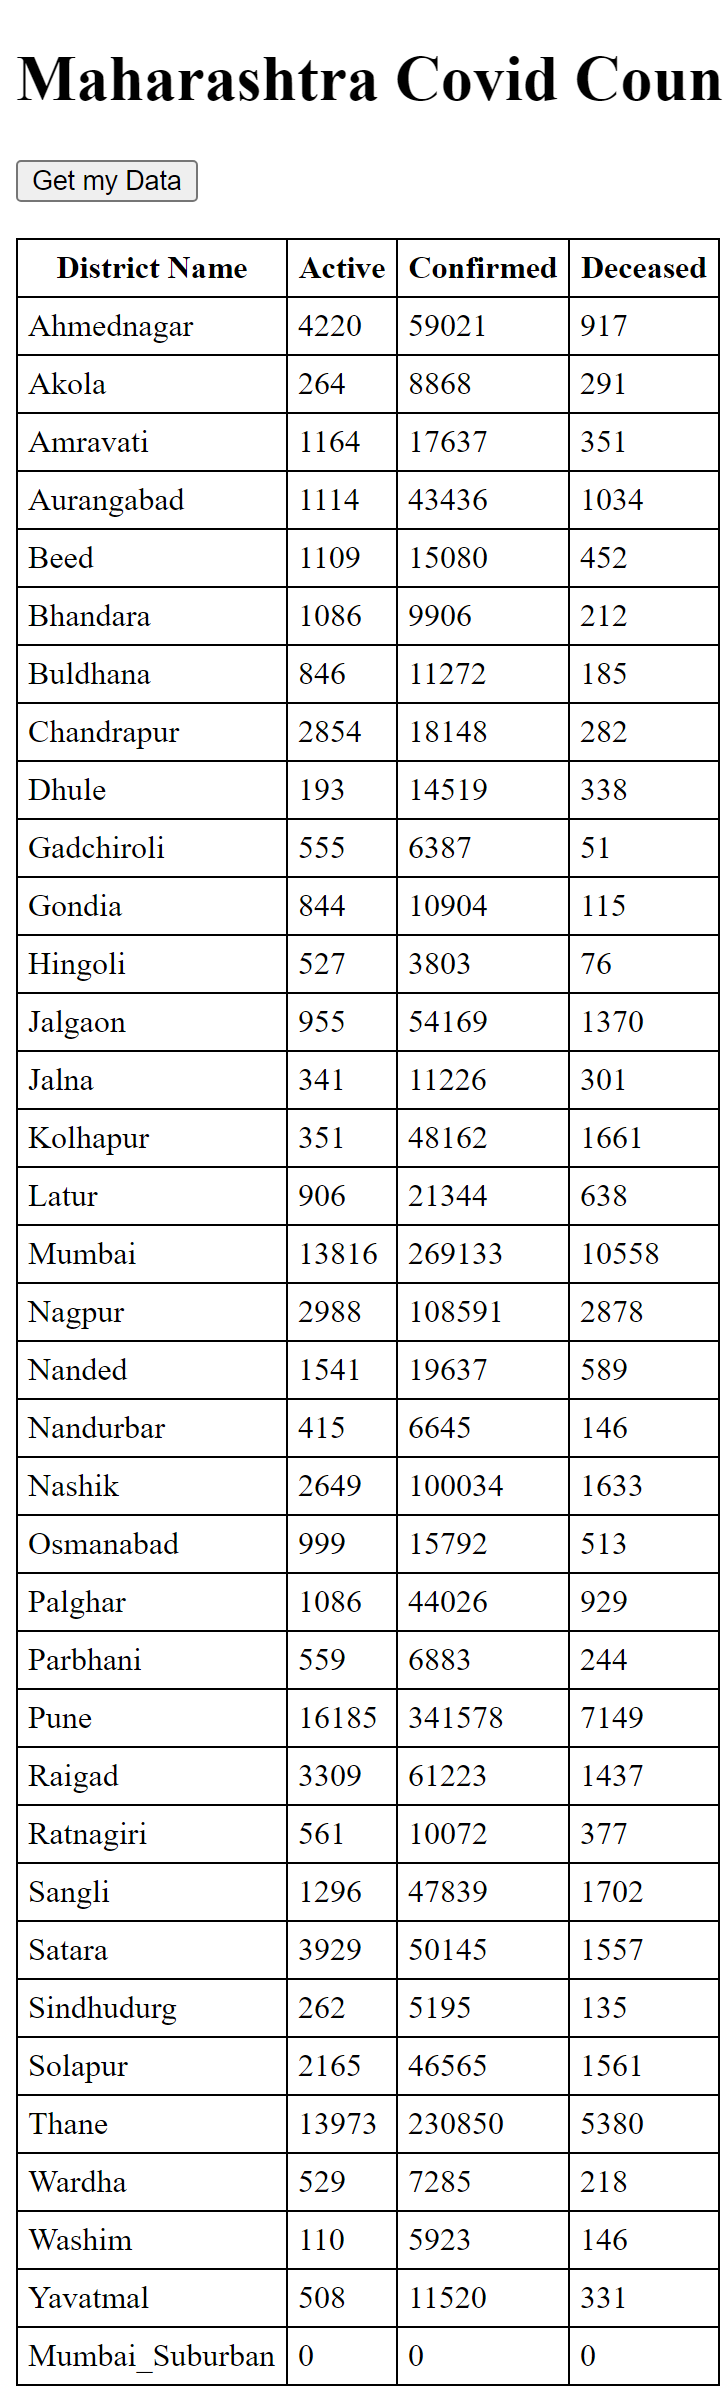 Maharashtra Covid Coun
Get my Data
District Name Active Confirmed Deceased
Ahmednagar 4220 59021 917
Akola 264 8868 291
Amravati 1164 17637 351
Aurangabad 1114 43436 1034
Beed 1109 15080 452
Bhandara 1086 9906 212
Buldhana 846 11272 185
Chandrapur 2854 18148 282
Dhule 193 14519 338
Gadchiroli 555 6387 51
Gondia 844 10904 115
Hingoli 527 3803 76
Jalgaon 955 54169 1370
Jalna 341 11226 301
Kolhapur 351 48162 1661
Latur 906 21344 638
Mumbai 13816 269133 10558
Nagpur 2988 108591 2878
Nanded 1541 19637 589
Nandurbar 415 6645 146
Nashik 2649 100034 1633
Osmanabad 999 15792 513
Palghar 1086 44026 929
Parbhani 559 6883 244
Pune 16185 341578 7149
Raigad 3309 61223 1437
Ratnagiri 561 10072 377
Sangli 1296 47839 1702
Satara 3929 50145 1557
Sindhudurg 262 5195 135
Solapur 2165 46565 1561
Thane 13973 230850 5380
Wardha 529 7285 218
Washim 110 5923 146
Yavatmal 508 11520 331
Mumbai_Suburban 0 0 0